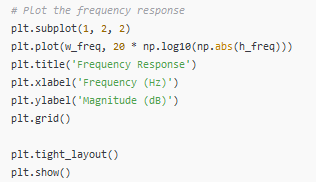 # Plot the frequency response
plt.subplot(1, 2, 2)
plt.plot(w_freq, 20 * np.log10(np.abs(h_freq)))
plt.title('Frequency Response')
plt.xlabel('Frequency (Hz)')
plt.ylabel('Magnitude (dB)')
plt.grid()

plt.tight_layout()
plt.show()